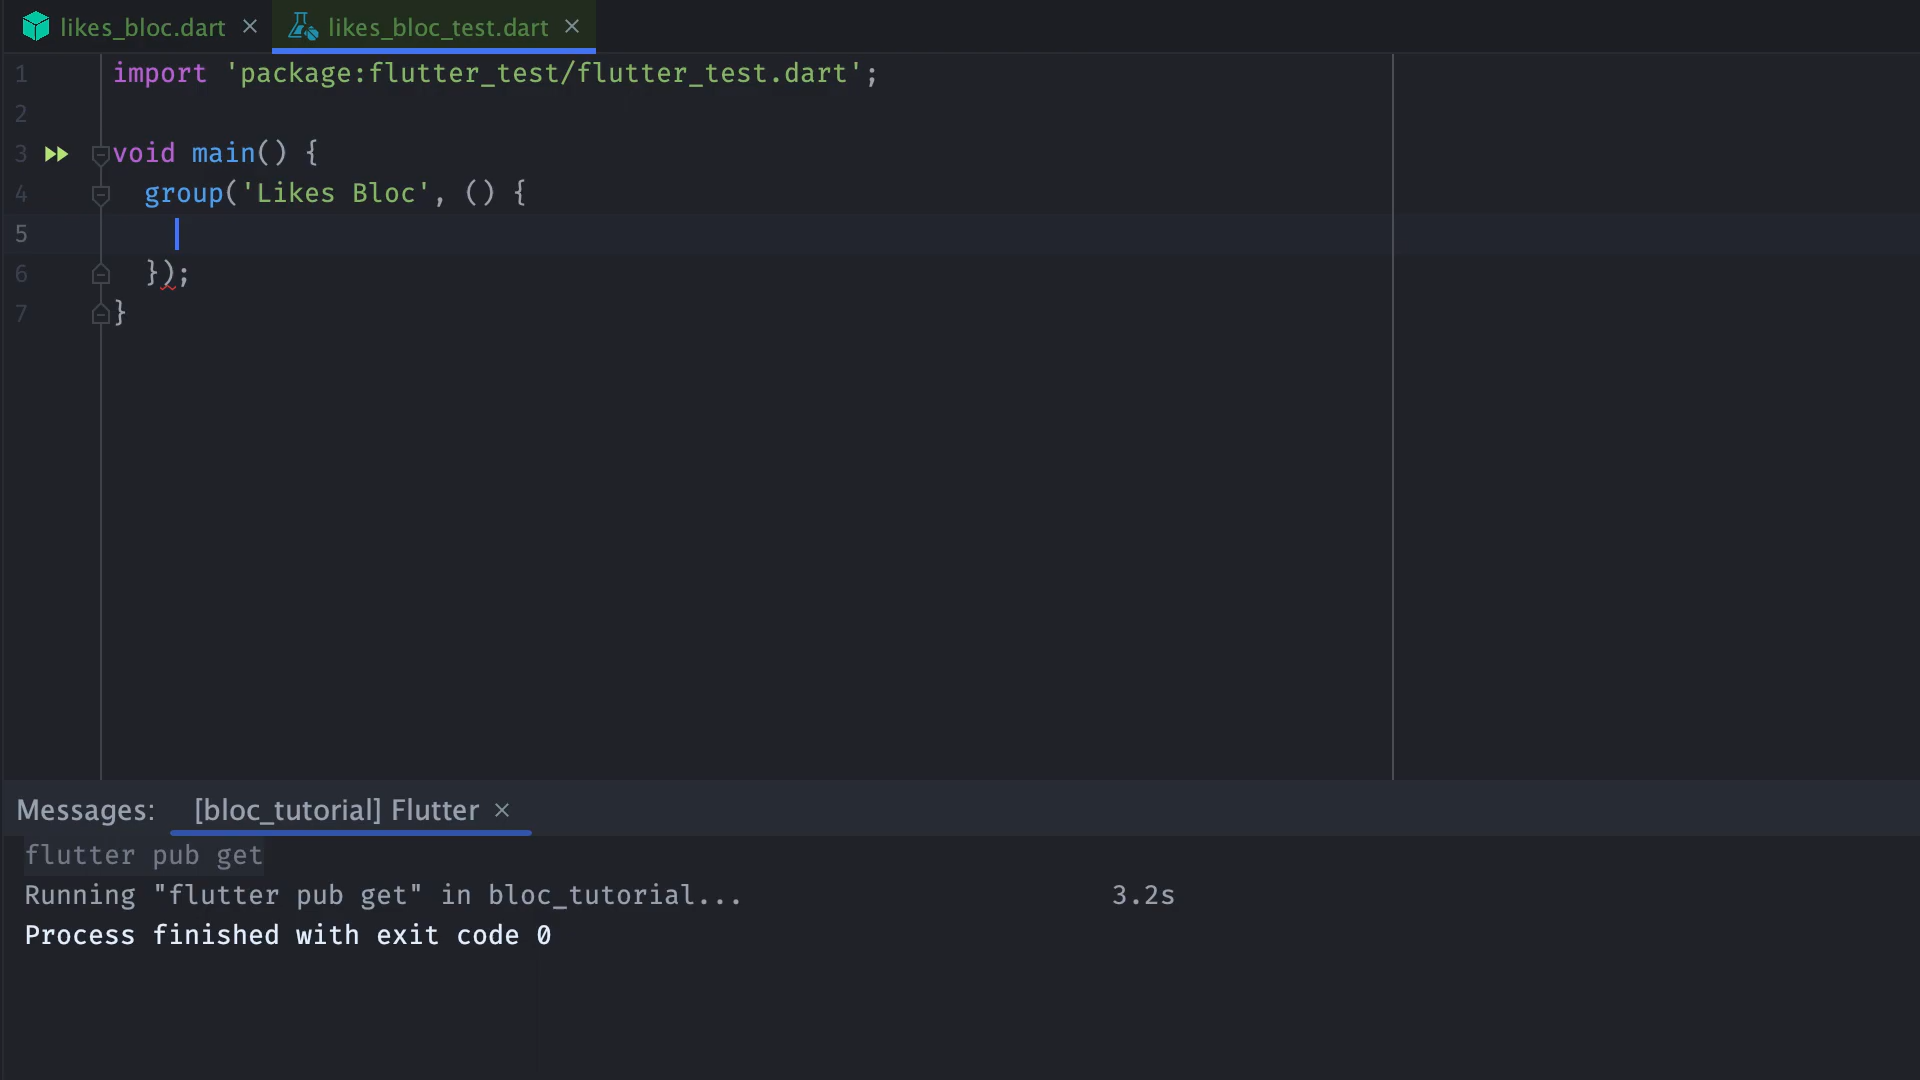 likes_bloc.dart likes_bloc_test.dart
1 import 'package:flutter_test/flutter_test.dart';
2
3 void main() {
4   group('Likes Bloc', () {
5
6   });
7 }
Messages: [bloc_tutorial] Flutter
flutter pub get
Running "flutter pub get" in bloc_tutorial... 3.2s
Process finished with exit code 0